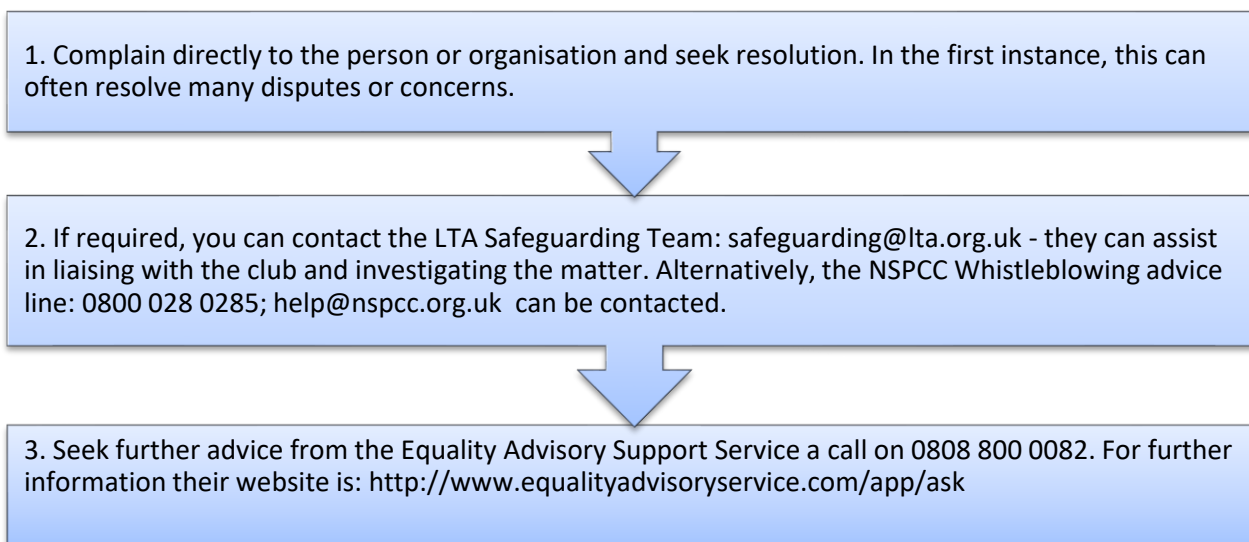 1. Complain directly to the person or organisation and seek resolution. In the first instance, this can
often resolve many disputes or concerns.
2. If required, you can contact the LTA Safeguarding Team: safeguarding@lta.org.uk - they can assist
in liaising with the club and investigating the matter. Alternatively, the NSPCC Whistleblowing advice
line: 0800 028 0285; help@nspcc.org.uk  can be contacted.
3. Seek further advice from the Equality Advisory Support Service a call on 0808 800 0082. For further
information their website is: http://www.equalityadvisoryservice.com/app/ask